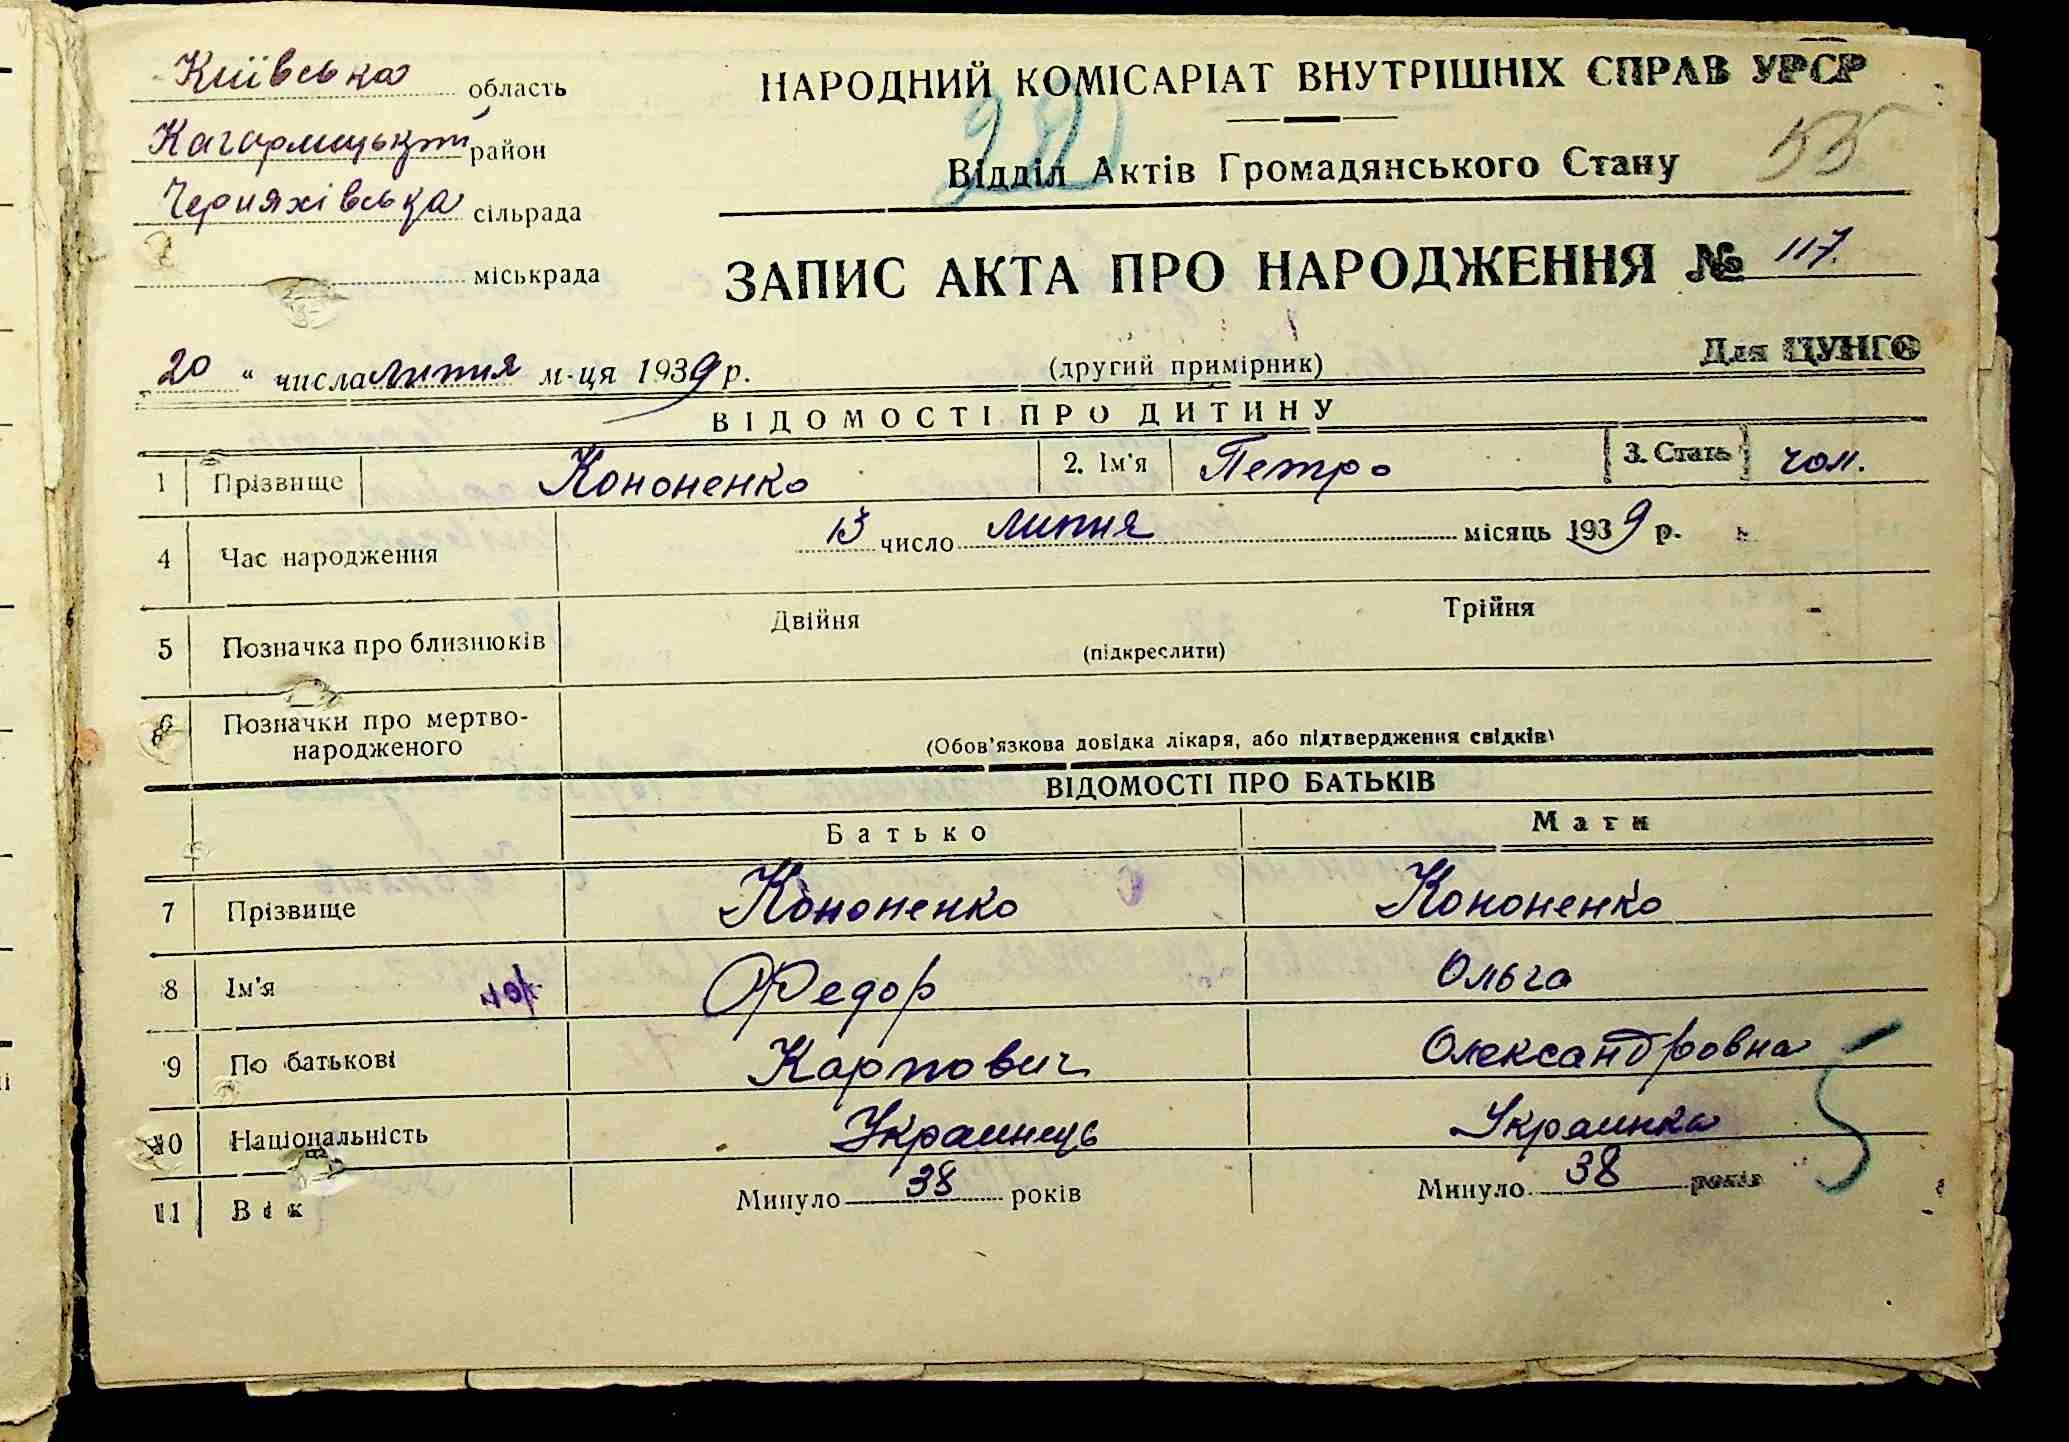 Київська область
Кагарлицький район
Черняхівська сільрада
міськрада
НАРОДНИЙ КОМІСАРІАТ ВНУТРІШНІХ СПРАВ УРСР
55
Відділ Актів Громадянського Стану
ЗАПИС АКТА ПРО НАРОДЖЕННЯ № 117.
20 " числа липня м-ця 1939 р.
(другий примірник)
Для ЦУНГО
ВІДОМОСТІ ПРО ДИТИНУ
1 Прізвище Кононенко 2. Ім'я Петро 3. Стать чол.
4 Час народження 13 число липня місяць 1939 р.
5 Позначка про близнюків Двійня Трійня
(підкреслити)
6 Позначки про мертво-
народженого
(Обов'язкова довідка лікаря, або підтвердження свідків)
ВІДОМОСТІ ПРО БАТЬКІВ
Батько Мати
7 Прізвище Кононенко Кононенко
8 Ім'я Федор Ольга
9 По батькові Карпович Олександровна
10 Національність Украинець Украинка
11 Вік Минуло 38 років Минуло 38 років